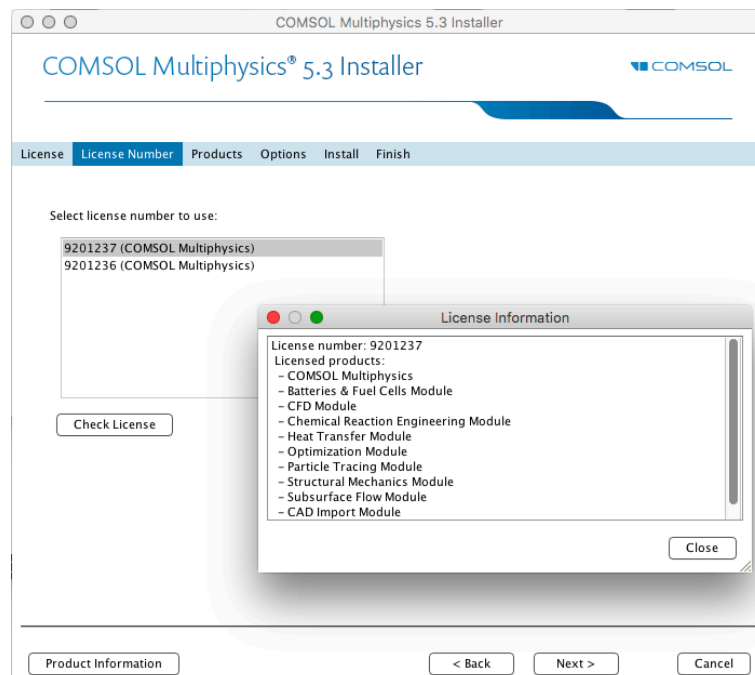 COMSOL Multiphysics 5.3 Installer
COMSOL Multiphysics® 5.3 Installer
COMSOL
License License Number Products Options Install Finish
Select license number to use:
9201237 (COMSOL Multiphysics)
9201236 (COMSOL Multiphysics)
Check License
License Information
License number: 9201237
Licensed products:
– COMSOL Multiphysics
– Batteries & Fuel Cells Module
– CFD Module
– Chemical Reaction Engineering Module
– Heat Transfer Module
– Optimization Module
– Particle Tracing Module
– Structural Mechanics Module
– Subsurface Flow Module
– CAD Import Module
Close
Product Information < Back Next > Cancel